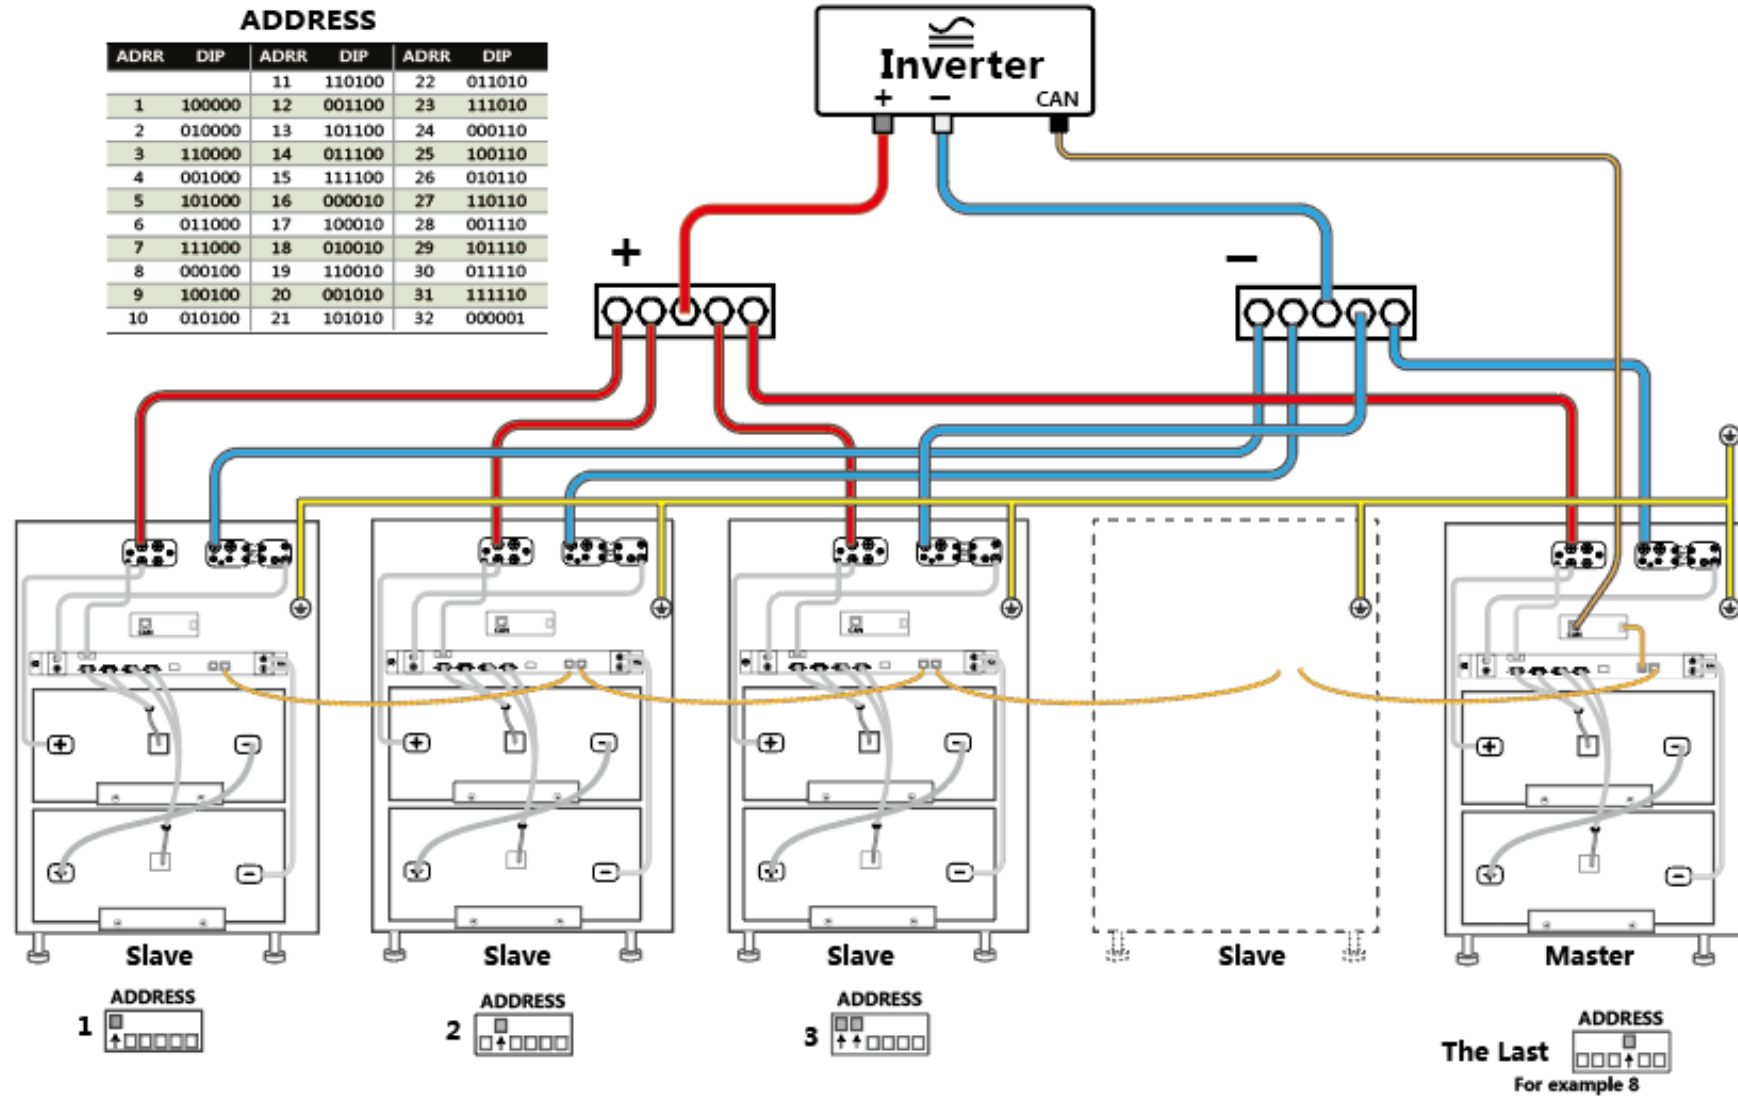 ADDRESS
ADRR DIP ADRR DIP ADRR DIP
11 110100 22 011010
1 100000 12 001100 23 111010
2 010000 13 101100 24 000110
3 110000 14 011100 25 100110
4 001000 15 111100 26 010110
5 101000 16 000010 27 110110
6 011000 17 100010 28 001110
7 111000 18 010010 29 101110
8 000100 19 110010 30 011110
9 100100 20 001010 31 111110
10 010100 21 101010 32 000001
Inverter
+ − CAN
+ −
CAN CAN CAN CAN
+ - + - + - + -
- - - -
Slave Slave Slave Slave Master
ADDRESS
1
ADDRESS
2
ADDRESS
3
ADDRESS
The Last
For example 8